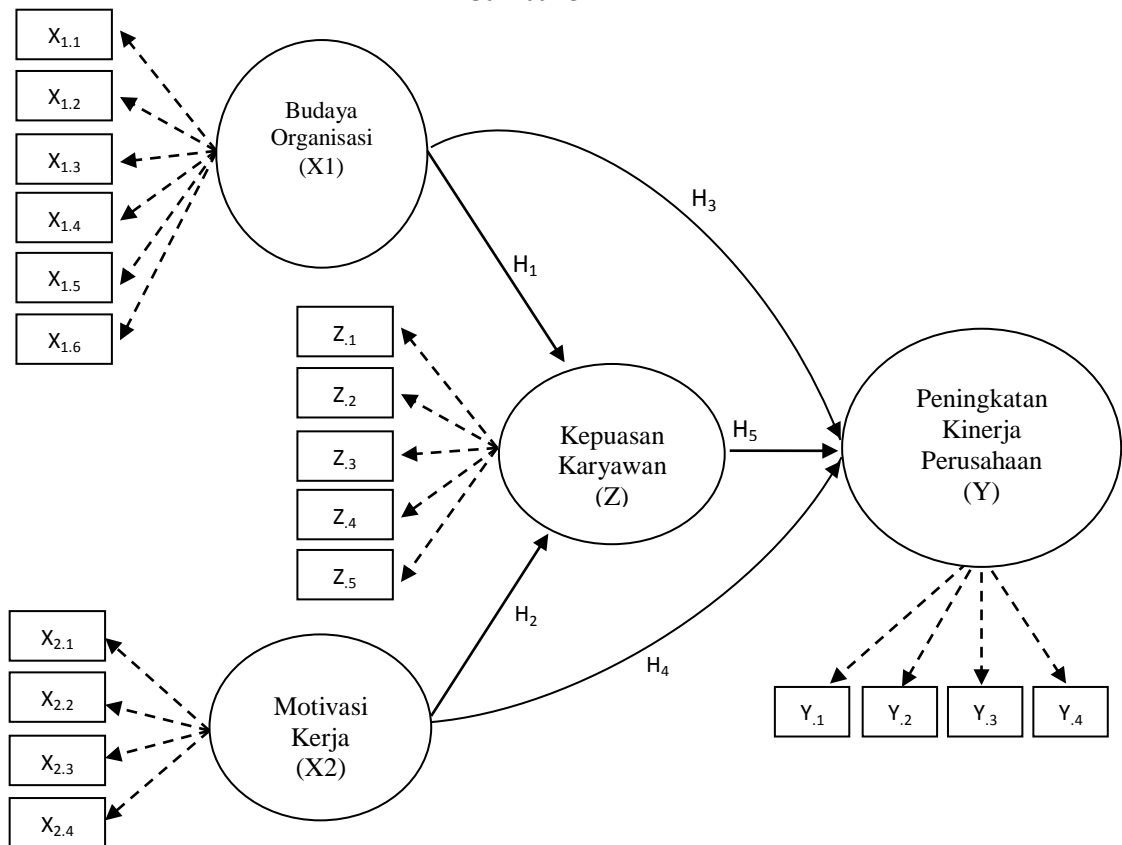 X1.1
X1.2
X1.3
X1.4
X1.5
X1.6
Budaya
Organisasi
(X1)
H3
H1
Z.1
Z.2
Z.3
Z.4
Z.5
Kepuasan
Karyawan
(Z)
H5
Peningkatan
Kinerja
Perusahaan
(Y)
H2
H4
X2.1
X2.2
X2.3
X2.4
Motivasi
Kerja
(X2)
Y.1
Y.2
Y.3
Y.4